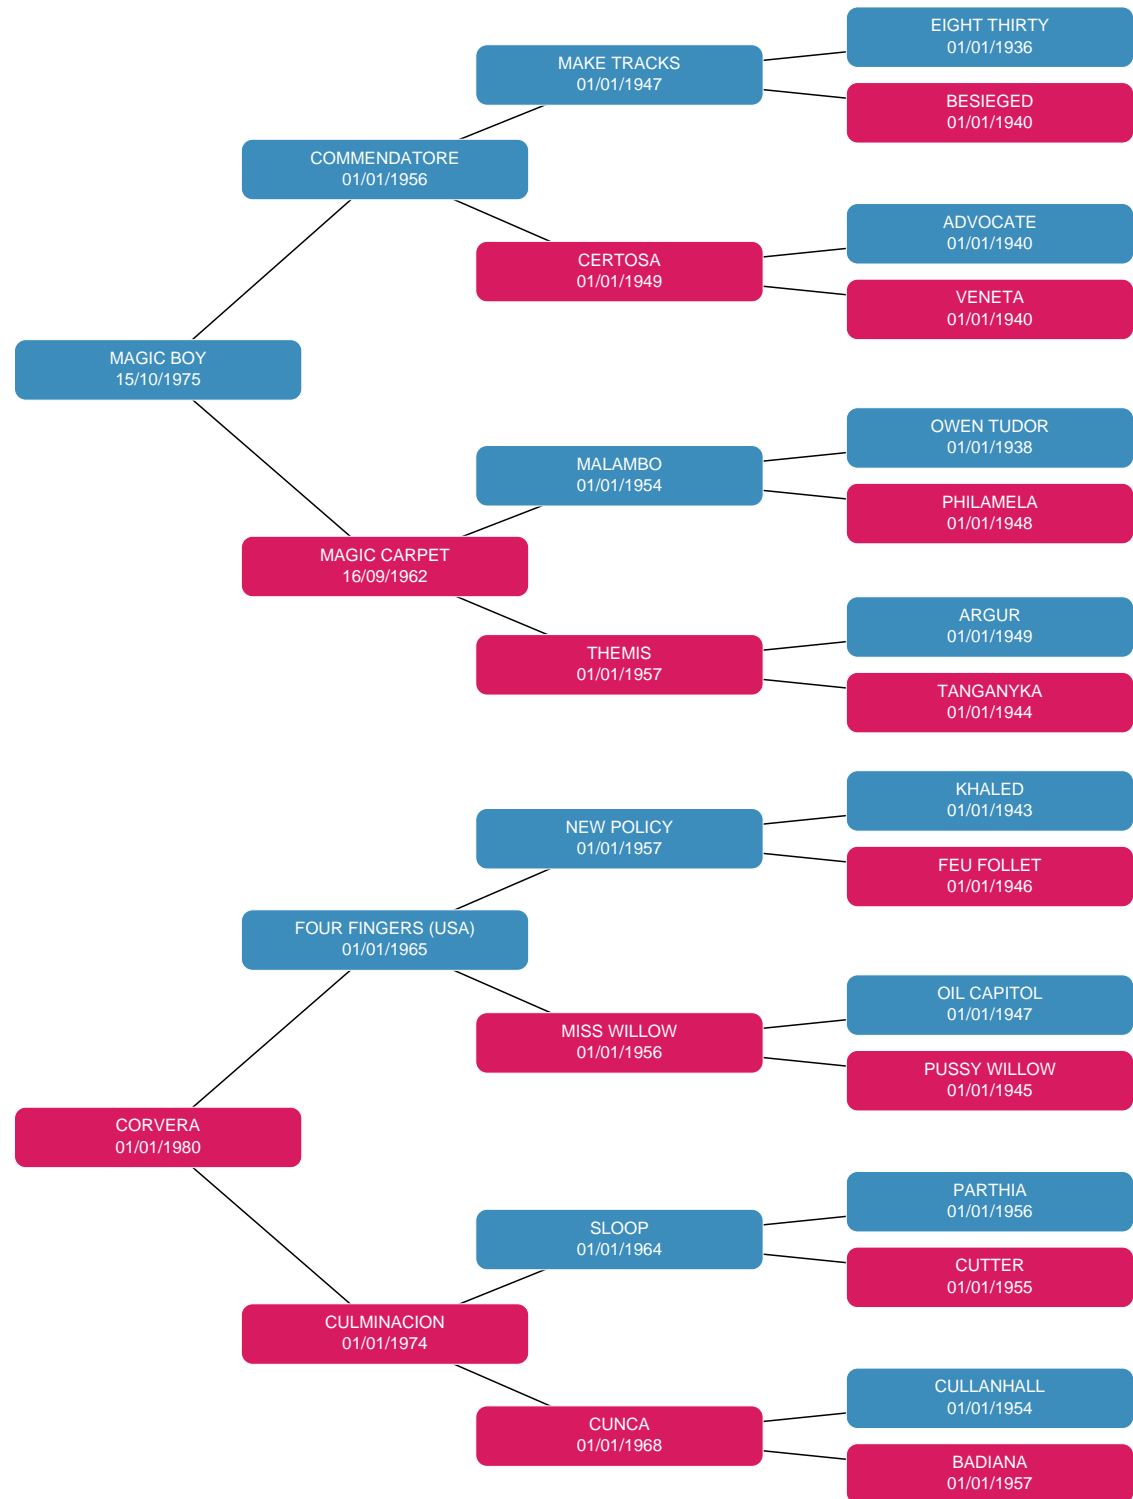 EIGHT THIRTY
01/01/1936
MAKE TRACKS
01/01/1947
BESIEGED
01/01/1940
COMMENDATORE
01/01/1956
ADVOCATE
01/01/1940
CERTOSA
01/01/1949
VENETA
01/01/1940
MAGIC BOY
15/10/1975
OWEN TUDOR
01/01/1938
MALAMBO
01/01/1954
PHILAMELA
01/01/1948
MAGIC CARPET
16/09/1962
ARGUR
01/01/1949
THEMIS
01/01/1957
TANGANYKA
01/01/1944
KHALED
01/01/1943
NEW POLICY
01/01/1957
FEU FOLLET
01/01/1946
FOUR FINGERS (USA)
01/01/1965
OIL CAPITOL
01/01/1947
MISS WILLOW
01/01/1956
PUSSY WILLOW
01/01/1945
CORVERA
01/01/1980
PARTHIA
01/01/1956
SLOOP
01/01/1964
CUTTER
01/01/1955
CULMINACION
01/01/1974
CULLANHALL
01/01/1954
CUNCA
01/01/1968
BADIANA
01/01/1957